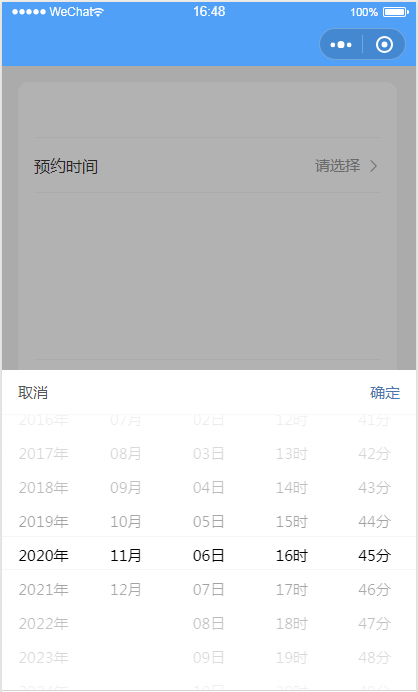 WeChat 16:48 100%
预约时间 请选择
取消 确定
2016年 07月 02日 12时 41分
2017年 08月 03日 13时 42分
2018年 09月 04日 14时 43分
2019年 10月 05日 15时 44分
2020年 11月 06日 16时 45分
2021年 12月 07日 17时 46分
2022年 08日 18时 47分
2023年 09日 19时 48分